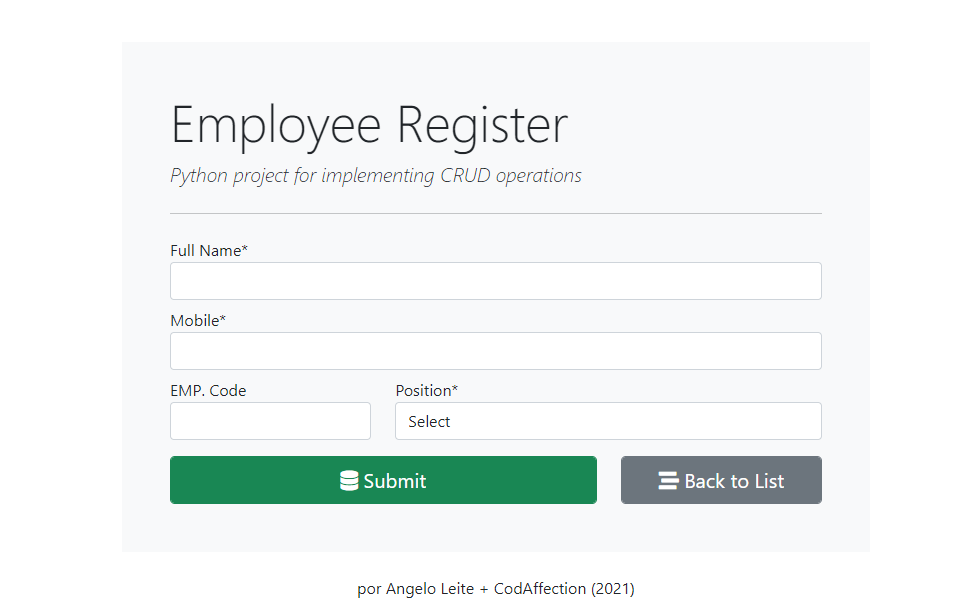 Employee Register
Python project for implementing CRUD operations
Full Name*
Mobile*
EMP. Code Position*
Select
Submit Back to List
por Angelo Leite + CodAffection (2021)